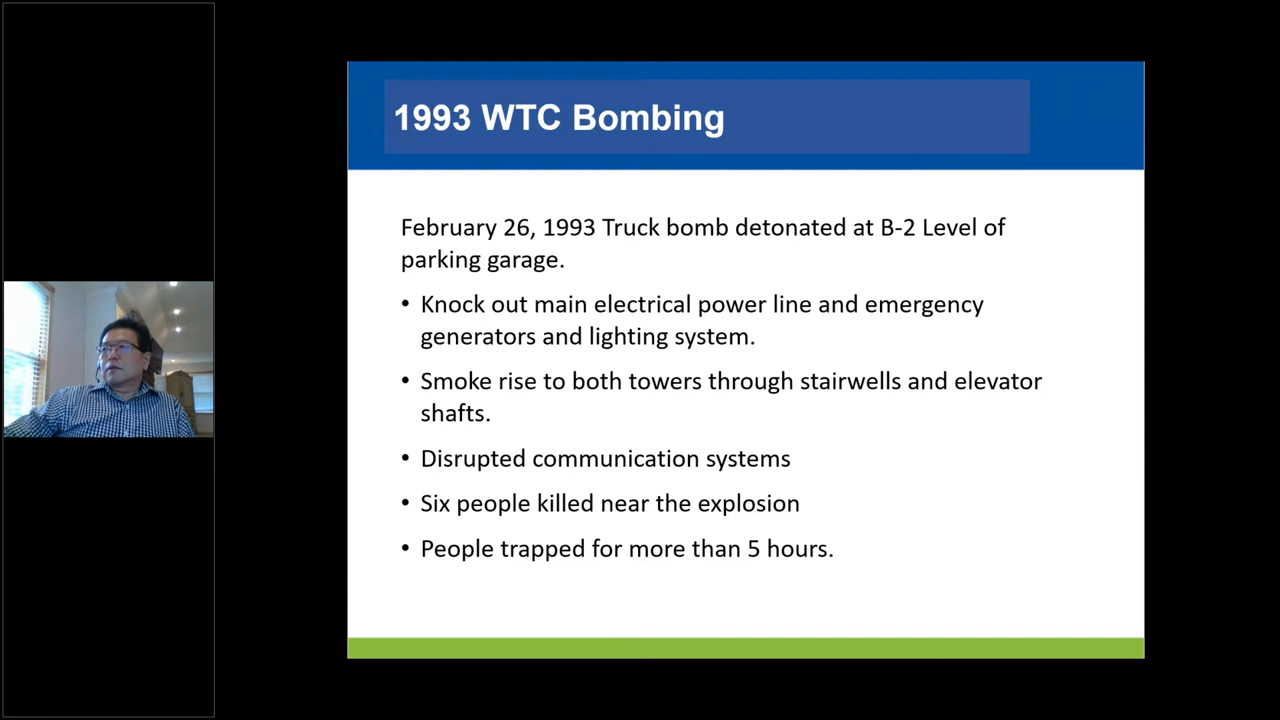 1993 WTC Bombing
February 26, 1993 Truck bomb detonated at B-2 Level of
parking garage.
• Knock out main electrical power line and emergency
generators and lighting system.
• Smoke rise to both towers through stairwells and elevator
shafts.
• Disrupted communication systems
• Six people killed near the explosion
• People trapped for more than 5 hours.